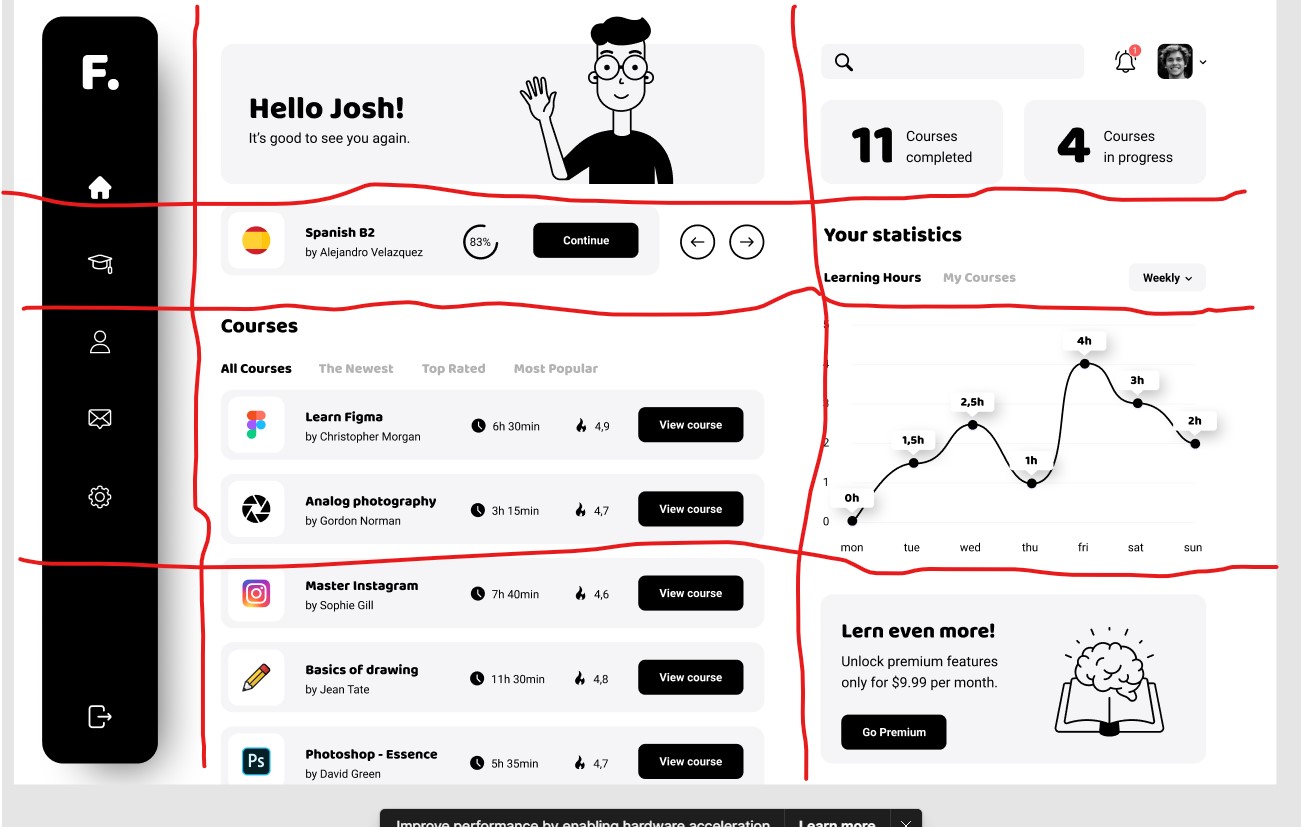 F.
Hello Josh!
It's good to see you again.
1
11 Courses completed
4 Courses in progress
Spanish B2
by Alejandro Velazquez
83%
Continue
Your statistics
Learning Hours My Courses Weekly
Courses
All Courses The Newest Top Rated Most Popular
Learn Figma
by Christopher Morgan
6h 30min 4,9 View course
Analog photography
by Gordon Norman
3h 15min 4,7 View course
Master Instagram
by Sophie Gill
7h 40min 4,6 View course
Basics of drawing
by Jean Tate
11h 30min 4,8 View course
Ps
Photoshop - Essence
by David Green
5h 35min 4,7 View course
5
4
3
2
1
0
0h
1,5h
2,5h
1h
4h
3h
2h
mon tue wed thu fri sat sun
Lern even more!
Unlock premium features
only for $9.99 per month.
Go Premium
Improve performance by enabling hardware acceleration Learn more